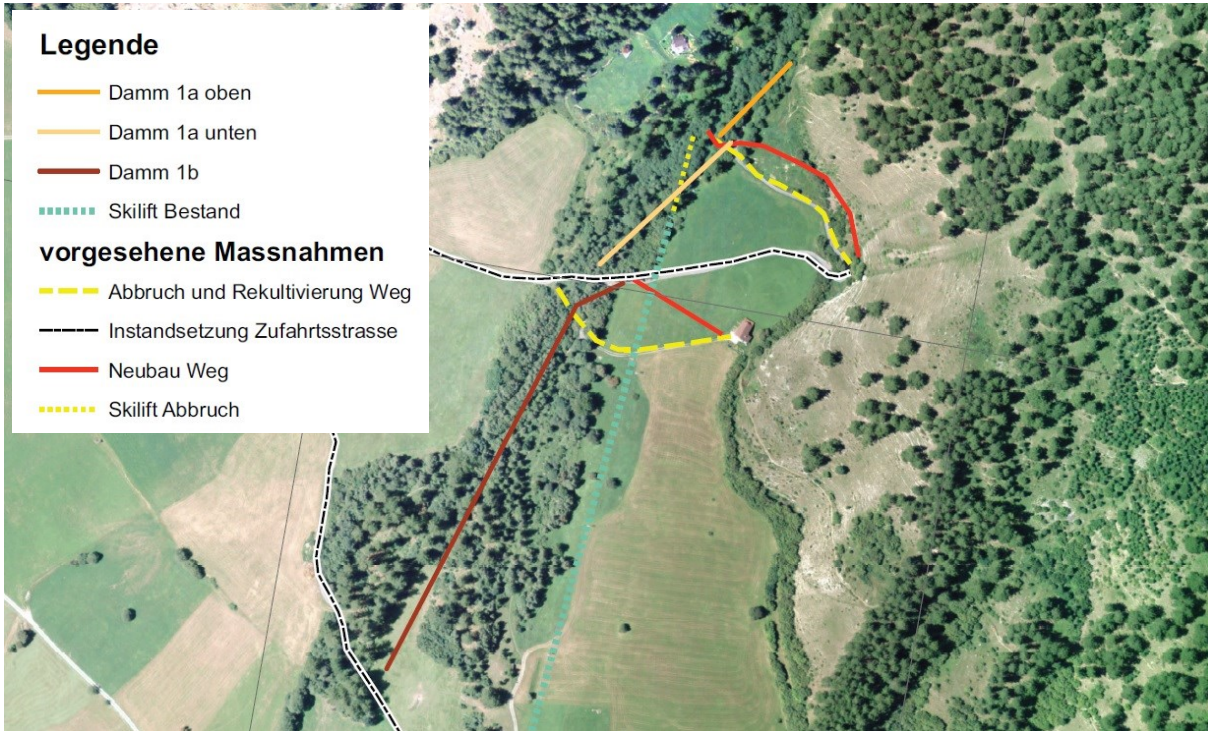 Legende
Damm 1a oben
Damm 1a unten
Damm 1b
Skilift Bestand
vorgesehene Massnahmen
Abbruch und Rekultivierung Weg
Instandsetzung Zufahrtsstrasse
Neubau Weg
Skilift Abbruch